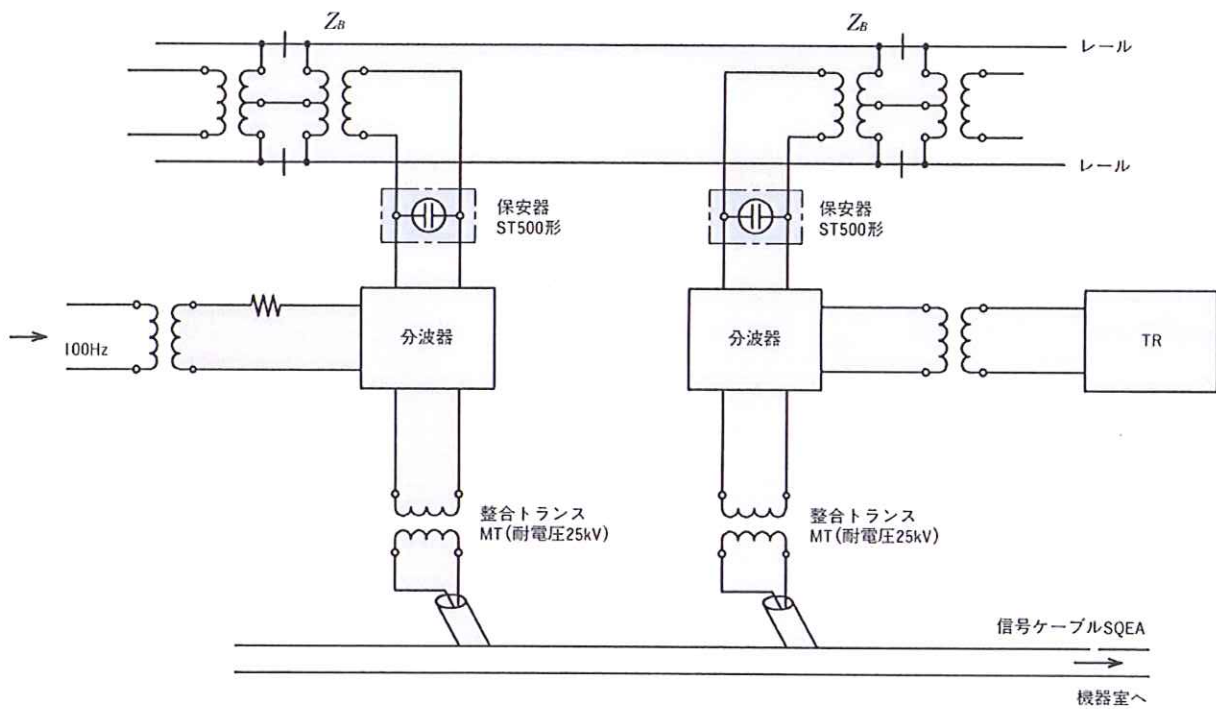 ZB
ZB
レール
レール
保安器
ST500形
保安器
ST500形
100Hz
分波器
分波器
TR
整合トランス
MT(耐電圧25kV)
整合トランス
MT(耐電圧25kV)
信号ケーブルSQEA
機器室へ